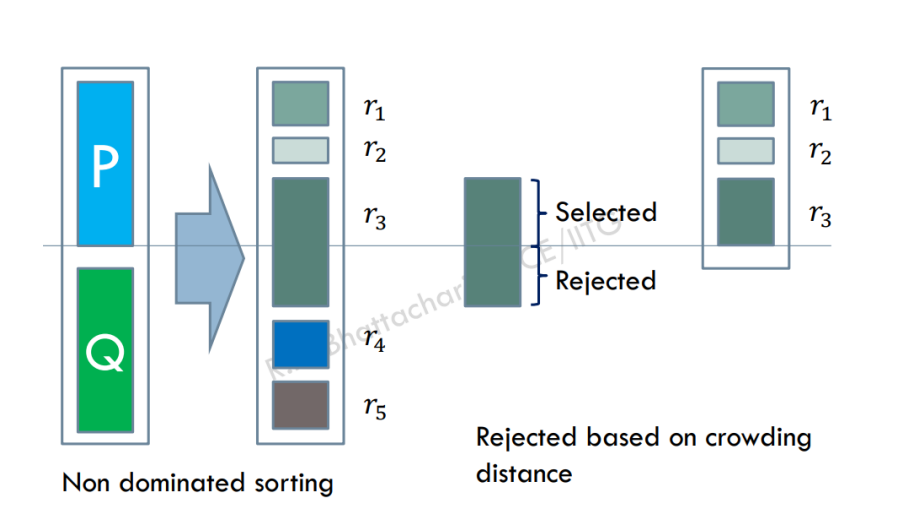 P
Q
r1
r2
r3
r4
r5
Non dominated sorting
Selected
Rejected
Rejected based on crowding
distance
r1
r2
r3